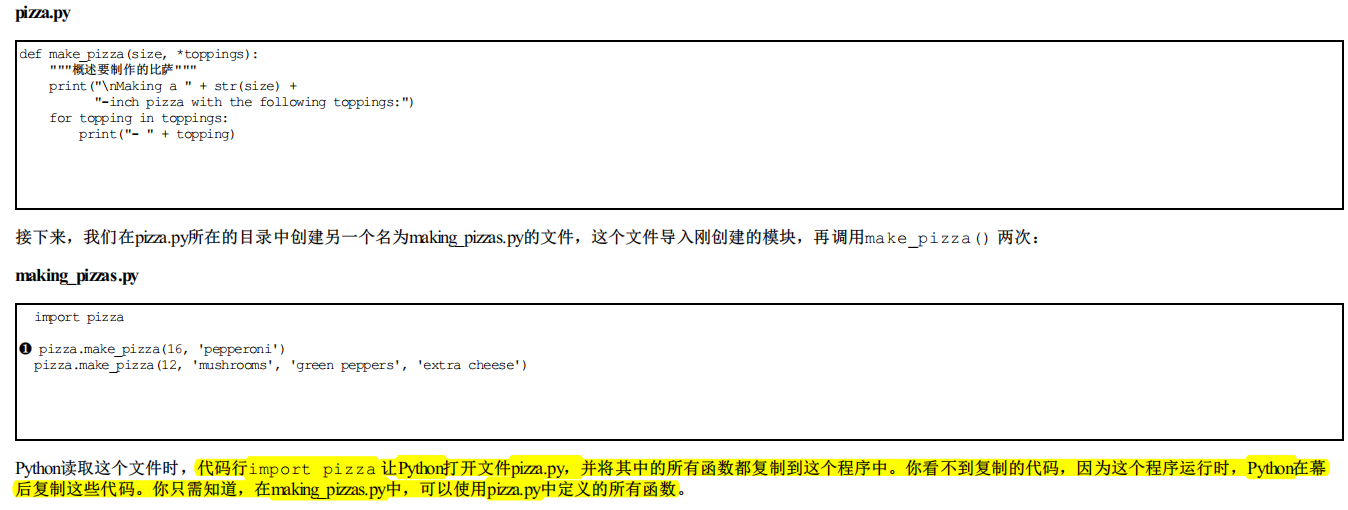 pizza.py
def make_pizza(size, *toppings):
    """概述要制作的比萨"""
    print("\nMaking a " + str(size) +
          "-inch pizza with the following toppings:")
    for topping in toppings:
        print("- " + topping)
接下来，我们在pizza.py所在的目录中创建另一个名为making_pizzas.py的文件，这个文件导入刚创建的模块，再调用make_pizza() 两次：
making_pizzas.py
  import pizza
❶ pizza.make_pizza(16, 'pepperoni')
  pizza.make_pizza(12, 'mushrooms', 'green peppers', 'extra cheese')
Python读取这个文件时，代码行import pizza 让Python打开文件pizza.py，并将其中的所有函数都复制到这个程序中。你看不到复制的代码，因为这个程序运行时，Python在幕
后复制这些代码。你只需知道，在making_pizzas.py中，可以使用pizza.py中定义的所有函数。